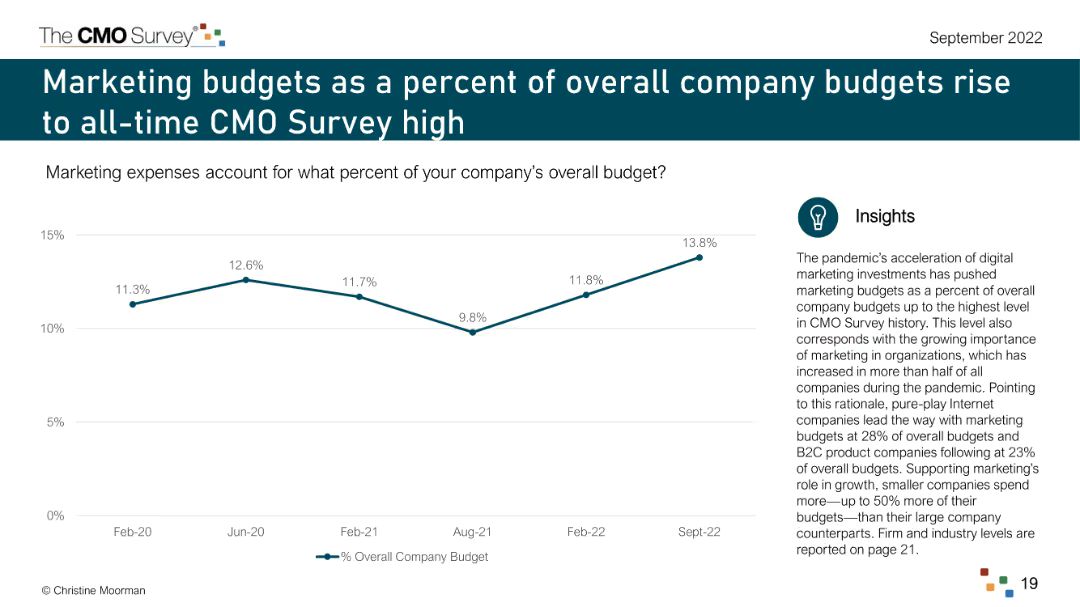 The CMO Survey®
September 2022
Marketing budgets as a percent of overall company budgets rise
to all-time CMO Survey high
Marketing expenses account for what percent of your company's overall budget?
15%
10%
5%
0%
11.3%
12.6%
11.7%
9.8%
11.8%
13.8%
Feb-20
Jun-20
Feb-21
Aug-21
Feb-22
Sept-22
% Overall Company Budget
Insights
The pandemic's acceleration of digital
marketing investments has pushed
marketing budgets as a percent of overall
company budgets up to the highest level
in CMO Survey history. This level also
corresponds with the growing importance
of marketing in organizations, which has
increased in more than half of all
companies during the pandemic. Pointing
to this rationale, pure-play Internet
companies lead the way with marketing
budgets at 28% of overall budgets and
B2C product companies following at 23%
of overall budgets. Supporting marketing's
role in growth, smaller companies spend
more—up to 50% more of their
budgets—than their large company
counterparts. Firm and industry levels are
reported on page 21.
© Christine Moorman
19